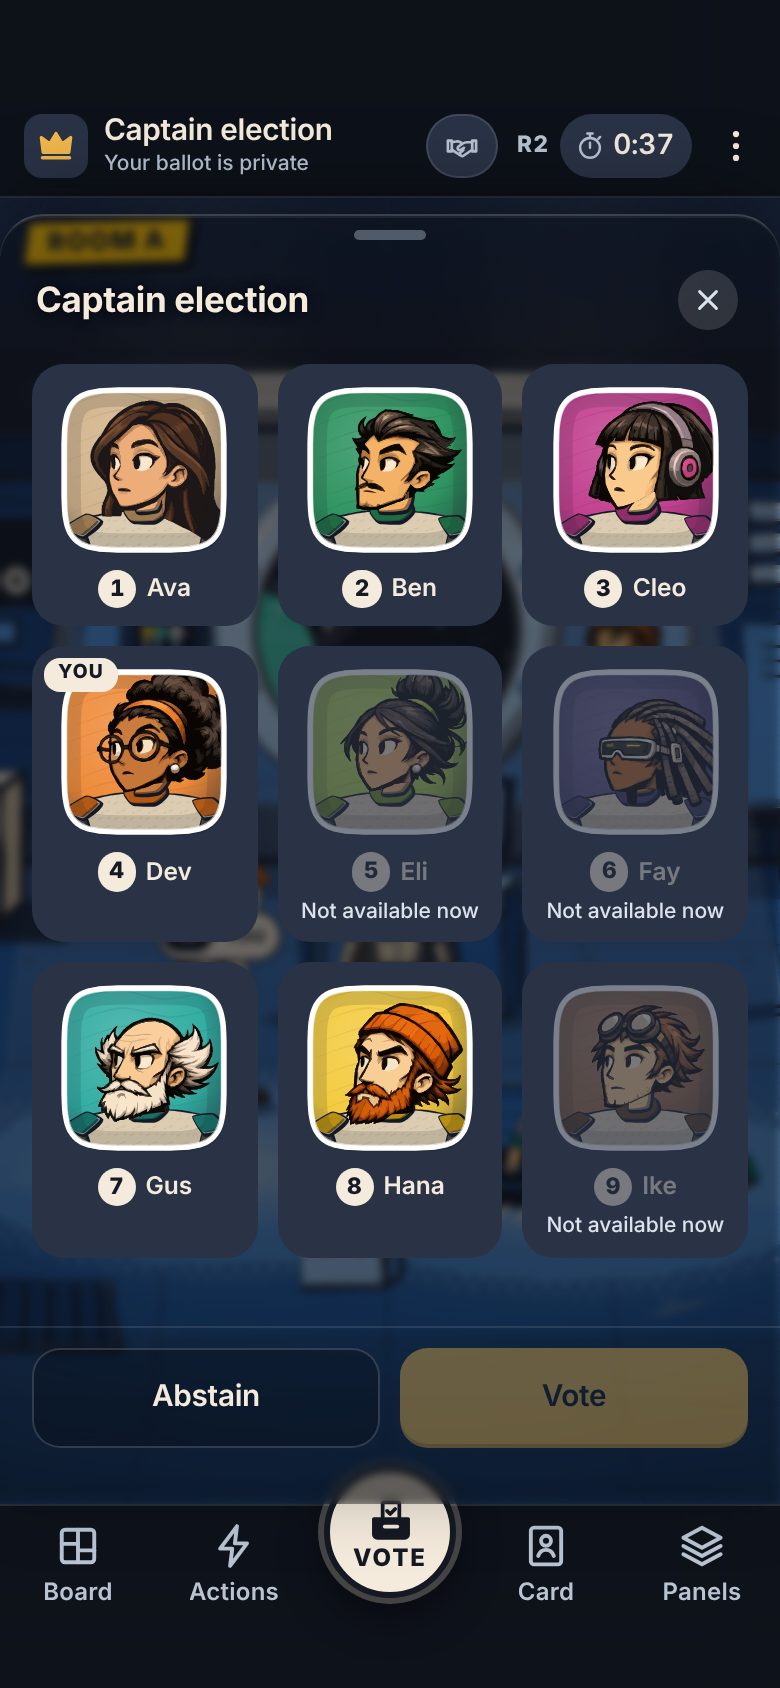 Captain election
Your ballot is private
R2
0:37
ROOM A
Captain election
1 Ava
2 Ben
3 Cleo
YOU
4 Dev
5 Eli
Not available now
6 Fay
Not available now
7 Gus
8 Hana
9 Ike
Not available now
Abstain
Vote
Board
Actions
VOTE
Card
Panels